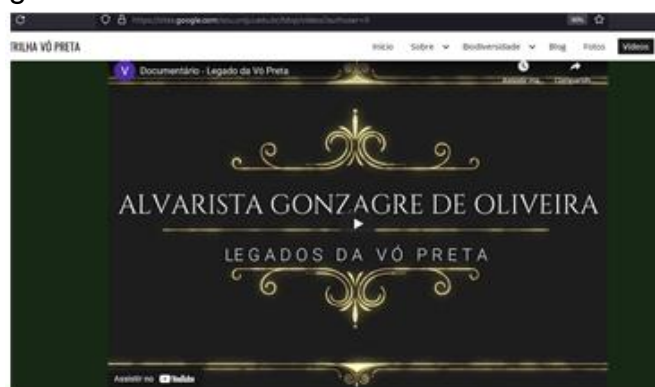 g
TRILHA VÓ PRETA Início Sobre Biodiversidade Blog Fotos Vídeos
V Documentário - Legado da Vó Preta
ALVARISTA GONZAGRE DE OLIVEIRA
LEGADOS DA VÓ PRETA
Assistir no YouTube